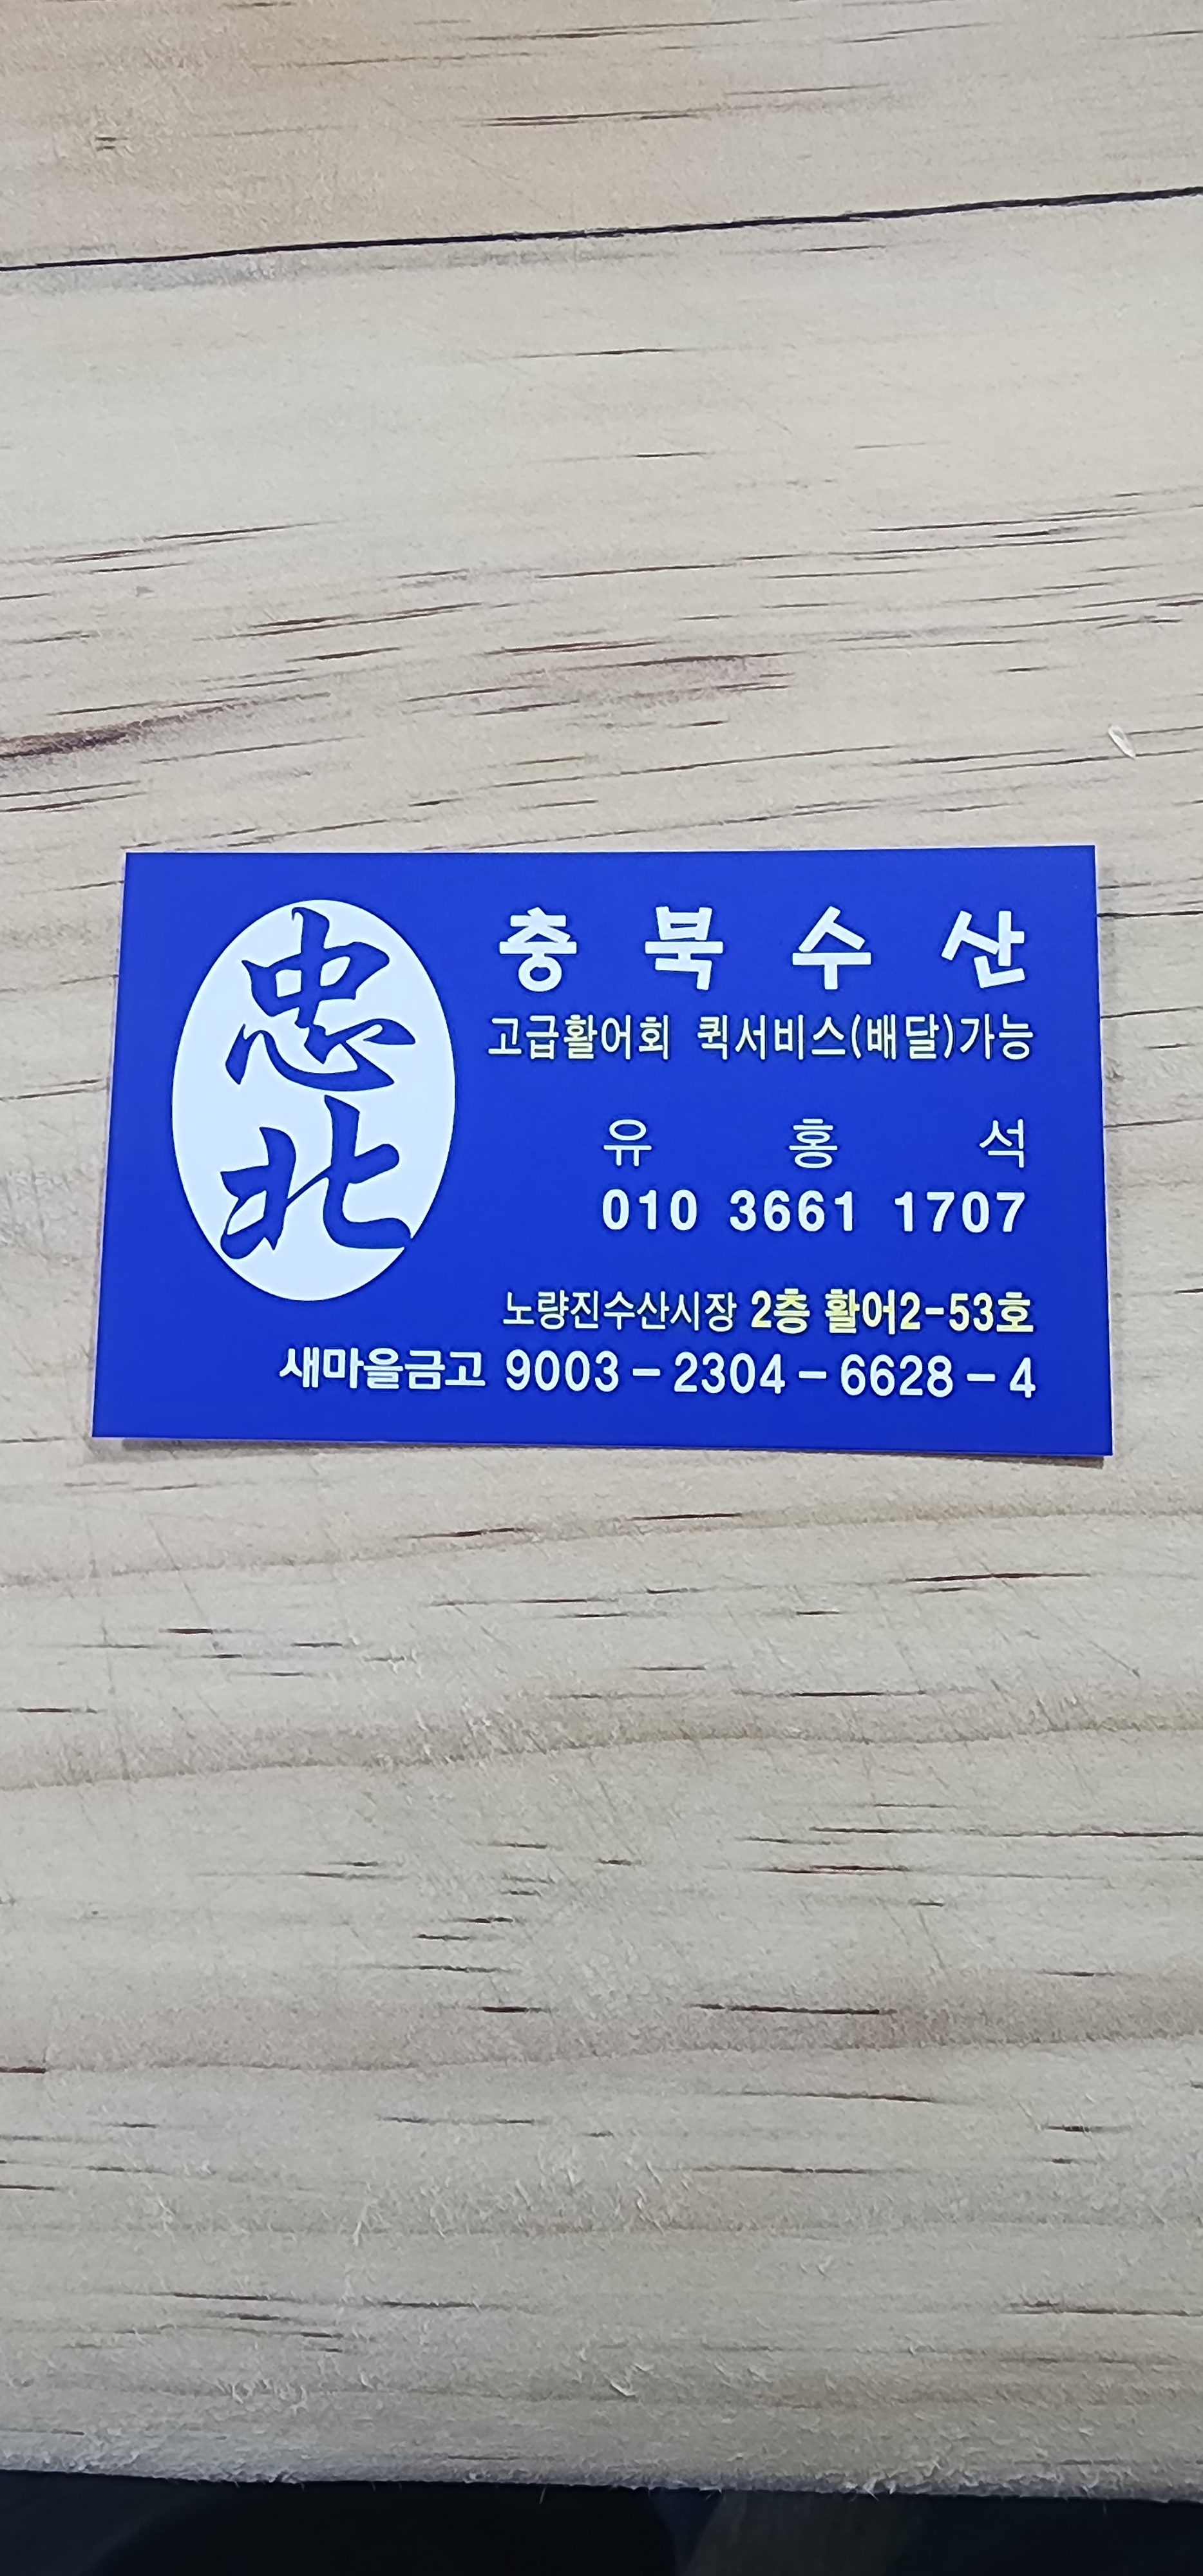 忠北
충북수산
고급활어회 퀵서비스(배달)가능
유홍석
010 3661 1707
노량진수산시장 2층 활어2-53호
새마을금고 9003-2304-6628-4